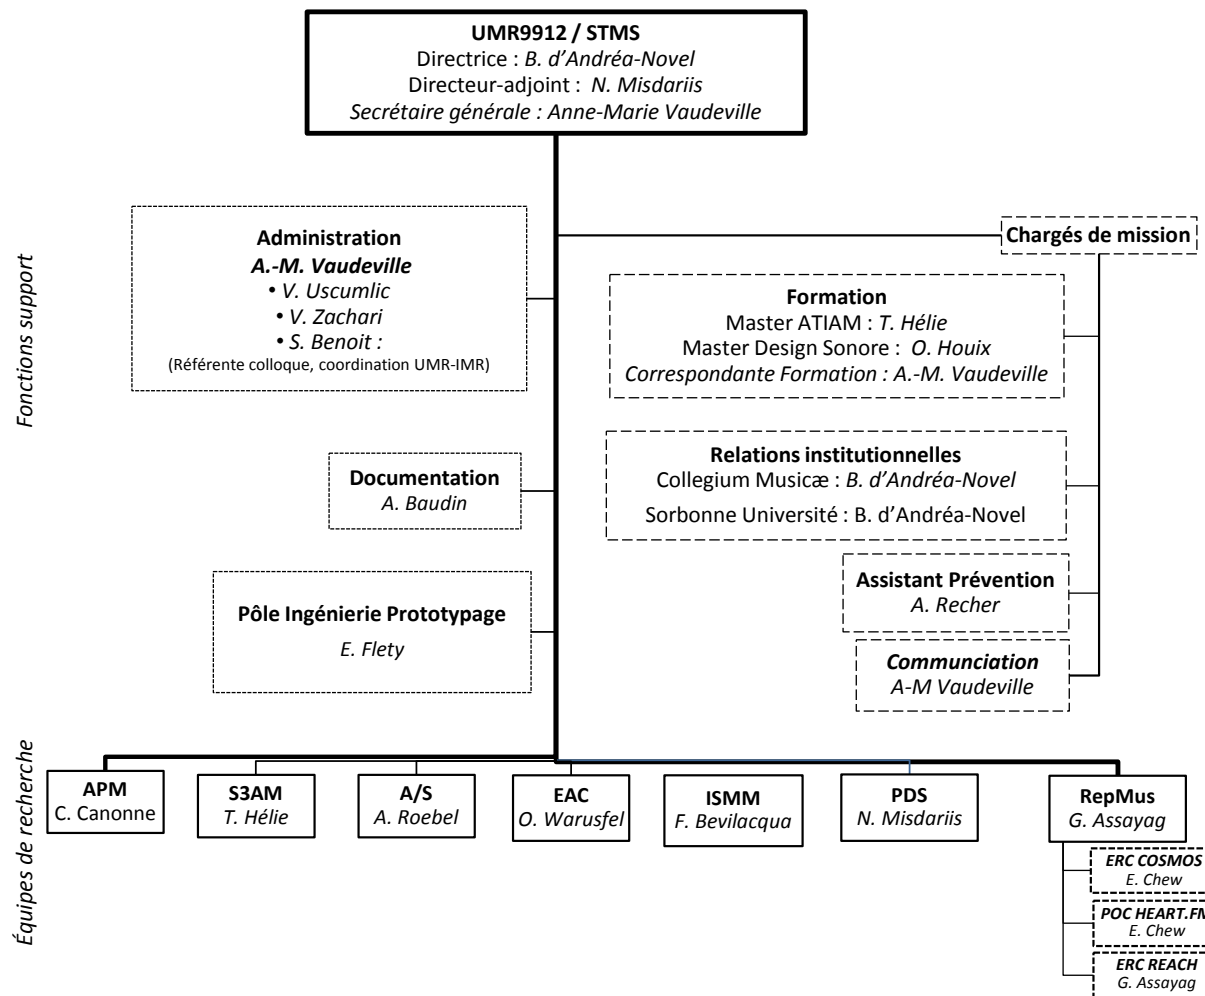 UMR9912 / STMS
Directrice : B. d’Andréa-Novel
Directeur-adjoint : N. Misdariis
Secrétaire générale : Anne-Marie Vaudeville
Fonctions support
Administration
A.-M. Vaudeville
• V. Uscumlic
• V. Zachari
• S. Benoit :
(Référente colloque, coordination UMR-IMR)
Documentation
A. Baudin
Pôle Ingénierie Prototypage
E. Flety
Chargés de mission
Formation
Master ATIAM : T. Hélie
Master Design Sonore : O. Houix
Correspondante Formation : A.-M. Vaudeville
Relations institutionnelles
Collegium Musicæ : B. d’Andréa-Novel
Sorbonne Université : B. d’Andréa-Novel
Assistant Prévention
A. Recher
Communciation
A-M Vaudeville
Équipes de recherche
APM
C. Canonne
S3AM
T. Hélie
A/S
A. Roebel
EAC
O. Warusfel
ISMM
F. Bevilacqua
PDS
N. Misdariis
RepMus
G. Assayag
ERC COSMOS
E. Chew
POC HEART.FM
E. Chew
ERC REACH
G. Assayag